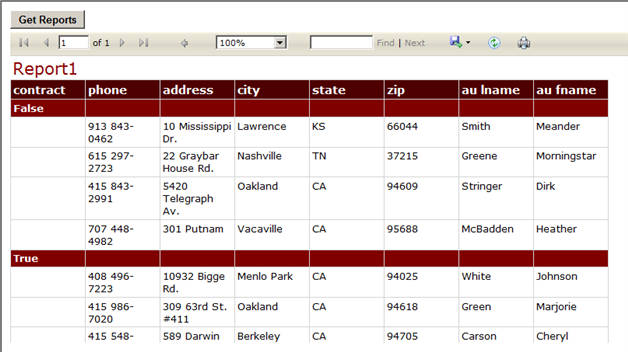 Get Reports
1 of 1 100% Find | Next
Report1
contract phone address city state zip au lname au fname
False
913 843- 10 Mississippi Lawrence KS 66044 Smith Meander
0462 Dr.
615 297- 22 Graybar Nashville TN 37215 Greene Morningstar
2723 House Rd.
415 843- 5420 Oakland CA 94609 Stringer Dirk
2991 Telegraph
Av.
707 448- 301 Putnam Vacaville CA 95688 McBadden Heather
4982
True
408 496- 10932 Bigge Menlo Park CA 94025 White Johnson
7223 Rd.
415 986- 309 63rd St. Oakland CA 94618 Green Marjorie
7020 #411
415 548- 589 Darwin Berkeley CA 94705 Carson Cheryl